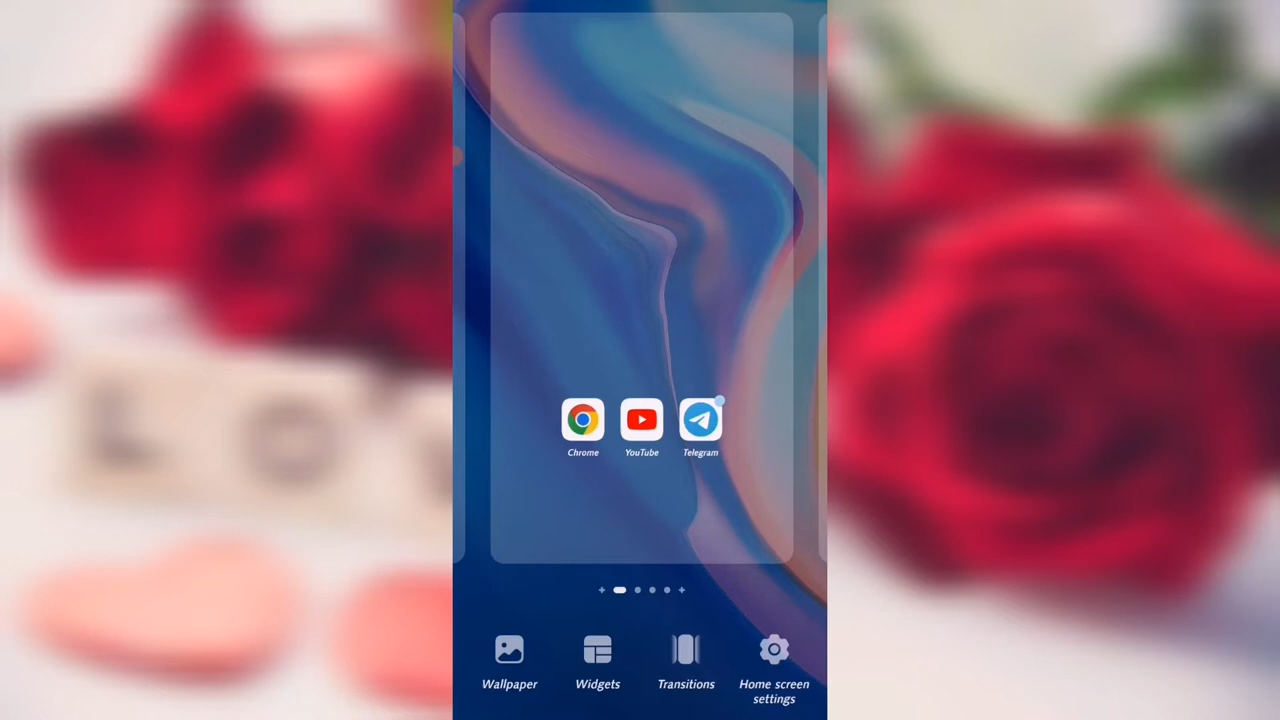 Chrome
YouTube
Telegram
Wallpaper
Widgets
Transitions
Home screen
settings